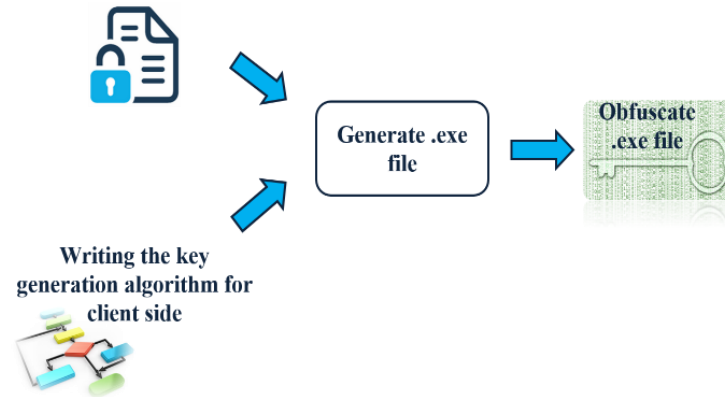 Generate .exe
file
Obfuscate
.exe file
Writing the key
generation algorithm for
client side